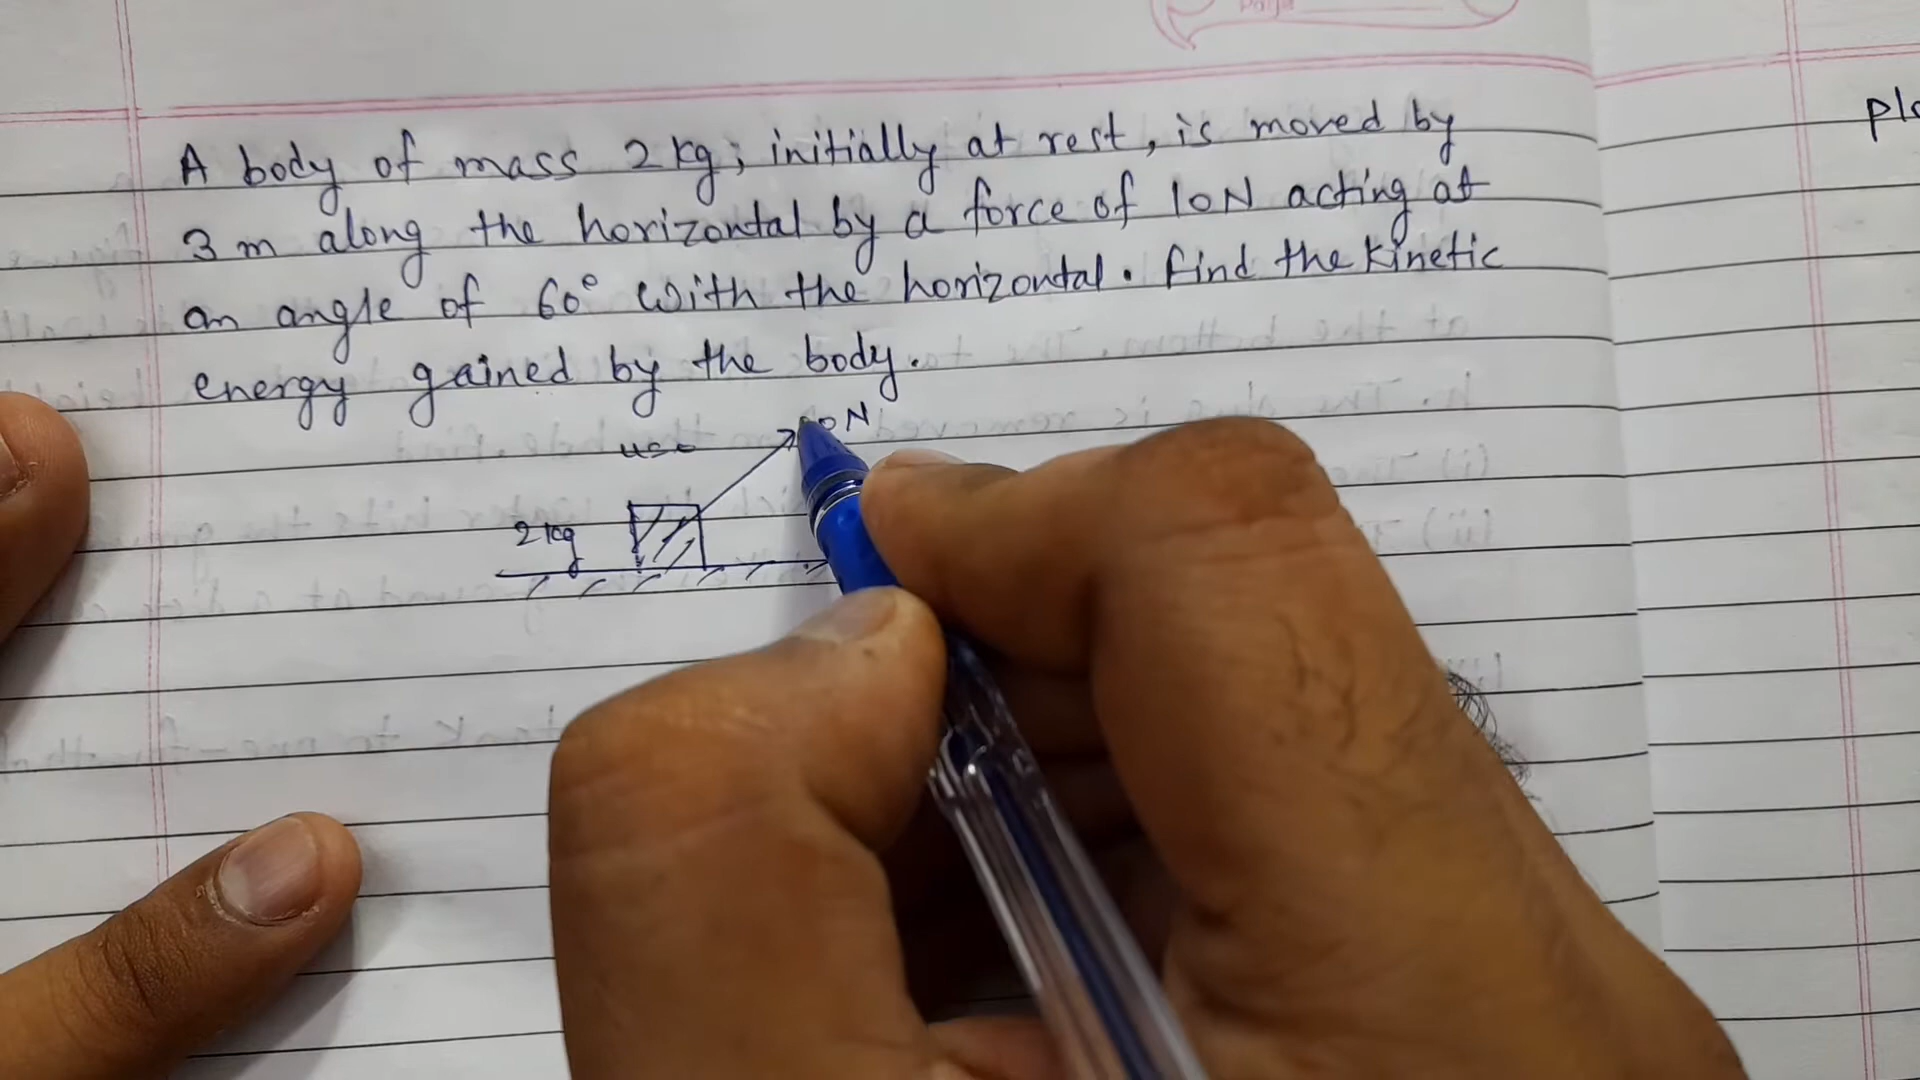 Page
A body of mass 2 kg; initially at rest, is moved by
3 m along the horizontal by a force of 10N acting at
an angle of 60° with the horizontal. Find the kinetic
energy gained by the body.
N
u=0
2 kg